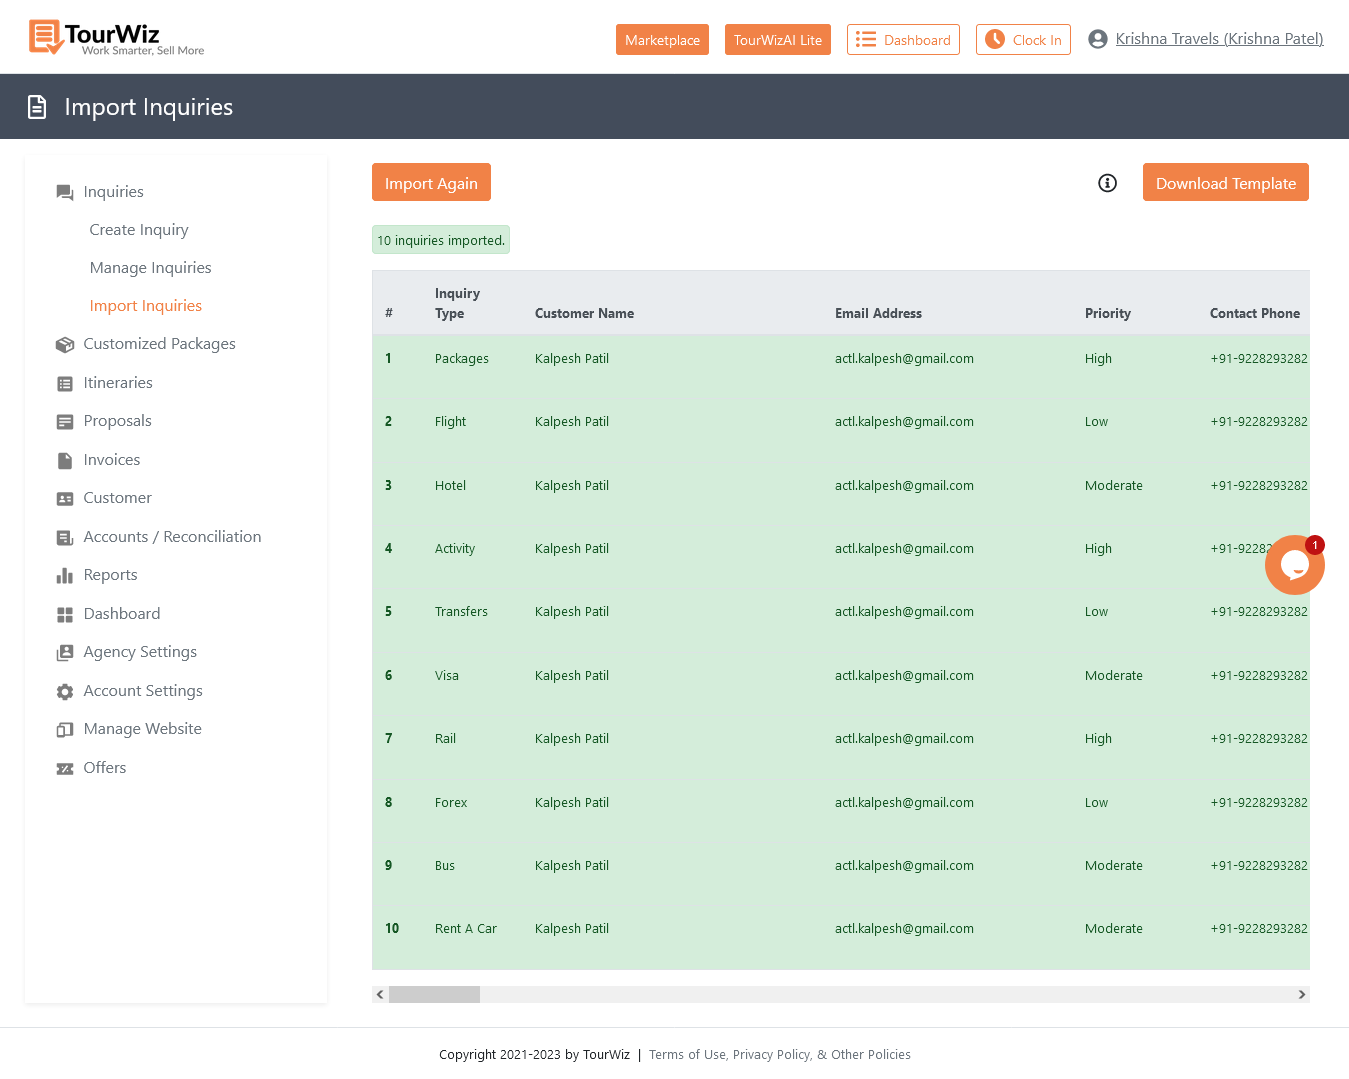 TourWiz
Work Smarter, Sell More
Marketplace
TourWizAI Lite
Dashboard
Clock In
Krishna Travels (Krishna Patel)
Import Inquiries
Inquiries
Create Inquiry
Manage Inquiries
Import Inquiries
Customized Packages
Itineraries
Proposals
Invoices
Customer
Accounts / Reconciliation
Reports
Dashboard
Agency Settings
Account Settings
Manage Website
Offers
Import Again
Download Template
10 inquiries imported.
# Inquiry Type Customer Name Email Address Priority Contact Phone
1 Packages Kalpesh Patil actl.kalpesh@gmail.com High +91-9228293282
2 Flight Kalpesh Patil actl.kalpesh@gmail.com Low +91-9228293282
3 Hotel Kalpesh Patil actl.kalpesh@gmail.com Moderate +91-9228293282
4 Activity Kalpesh Patil actl.kalpesh@gmail.com High +91-9228
1
5 Transfers Kalpesh Patil actl.kalpesh@gmail.com Low +91-9228293282
6 Visa Kalpesh Patil actl.kalpesh@gmail.com Moderate +91-9228293282
7 Rail Kalpesh Patil actl.kalpesh@gmail.com High +91-9228293282
8 Forex Kalpesh Patil actl.kalpesh@gmail.com Low +91-9228293282
9 Bus Kalpesh Patil actl.kalpesh@gmail.com Moderate +91-9228293282
10 Rent A Car Kalpesh Patil actl.kalpesh@gmail.com Moderate +91-9228293282
Copyright 2021-2023 by TourWiz | Terms of Use, Privacy Policy, & Other Policies